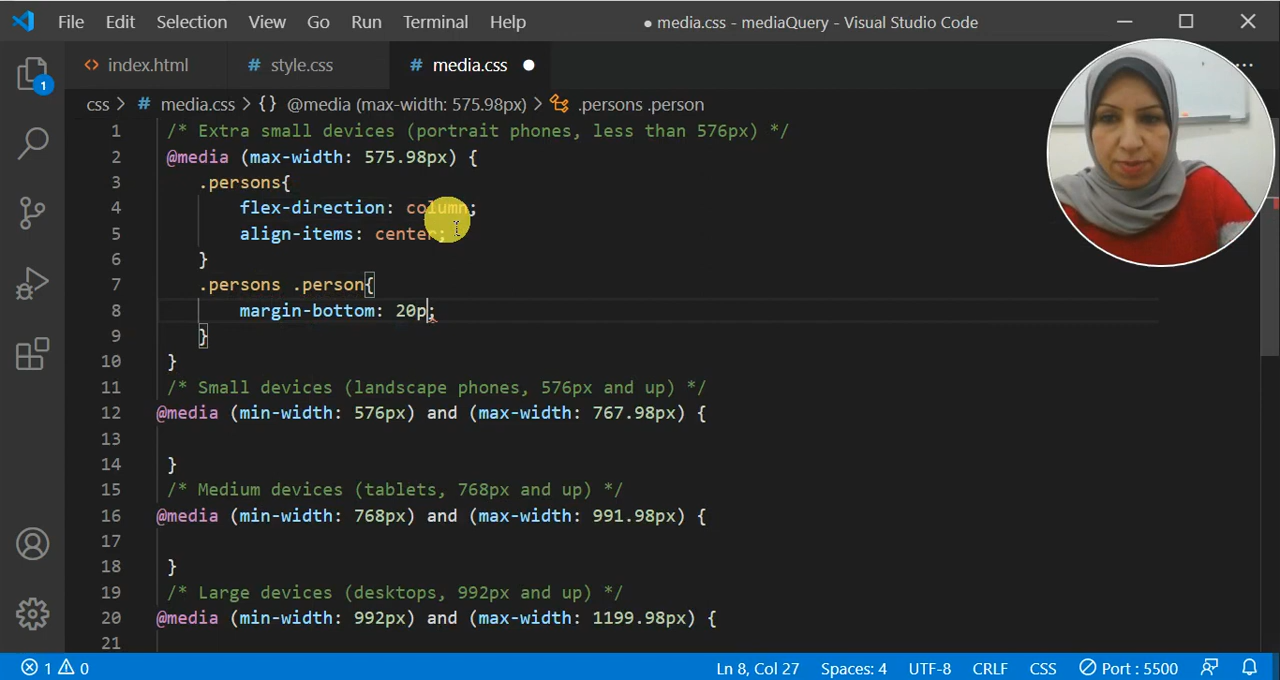 File Edit Selection View Go Run Terminal Help ● media.css - mediaQuery - Visual Studio Code
<> index.html # style.css # media.css ●
css > # media.css > {} @media (max-width: 575.98px) > .persons .person
1 /* Extra small devices (portrait phones, less than 576px) */
2 @media (max-width: 575.98px) {
3 .persons{
4 flex-direction: column;
5 align-items: center;
6 }
7 .persons .person{
8 margin-bottom: 20p;
9 }
10 }
11 /* Small devices (landscape phones, 576px and up) */
12 @media (min-width: 576px) and (max-width: 767.98px) {
13
14 }
15 /* Medium devices (tablets, 768px and up) */
16 @media (min-width: 768px) and (max-width: 991.98px) {
17
18 }
19 /* Large devices (desktops, 992px and up) */
20 @media (min-width: 992px) and (max-width: 1199.98px) {
21
1
1 0 Ln 8, Col 27 Spaces: 4 UTF-8 CRLF CSS Port : 5500